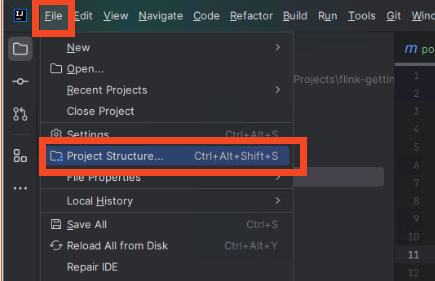 IJ File Edit View Navigate Code Refactor Build Run Tools Git
New
Open...
Recent Projects
Close Project
Settings... Ctrl+Alt+S
Project Structure... Ctrl+Alt+Shift+S
File Properties
Local History
Save All Ctrl+S
Reload All from Disk Ctrl+Alt+Y
Repair IDE
Projects\flink-gettin
m po
1
2
3
4
5
6
7
8
9
10
11
12